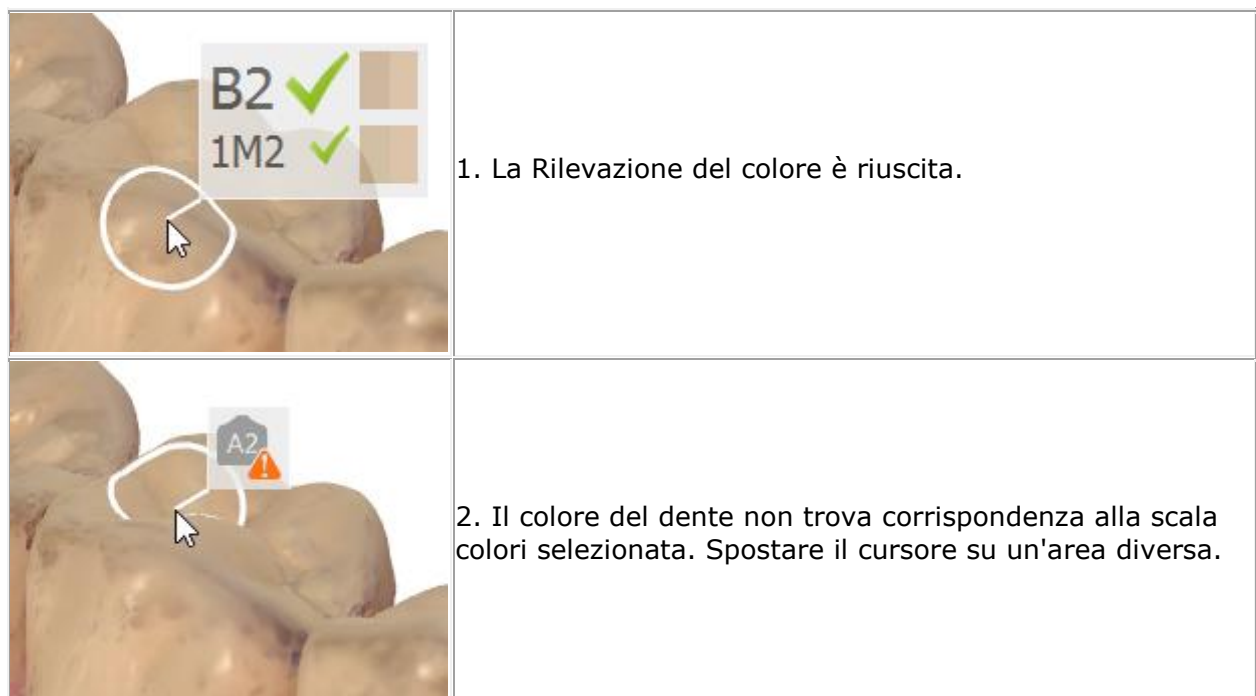 B2
1M2
1. La Rilevazione del colore è riuscita.
A2
2. Il colore del dente non trova corrispondenza alla scala
colori selezionata. Spostare il cursore su un'area diversa.